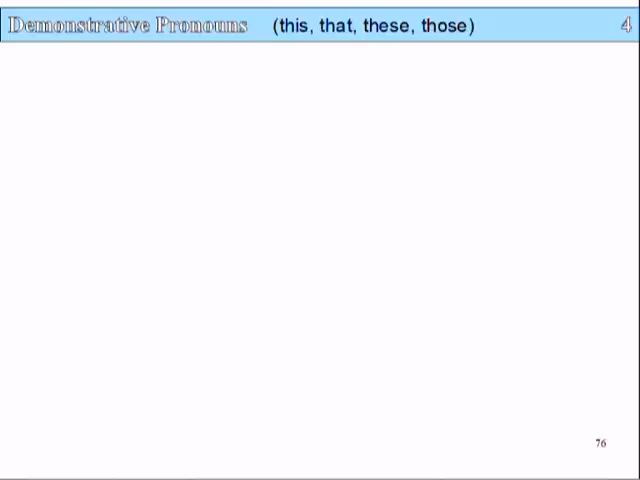 Demonstrative Pronouns (this, that, these, those) 4
76